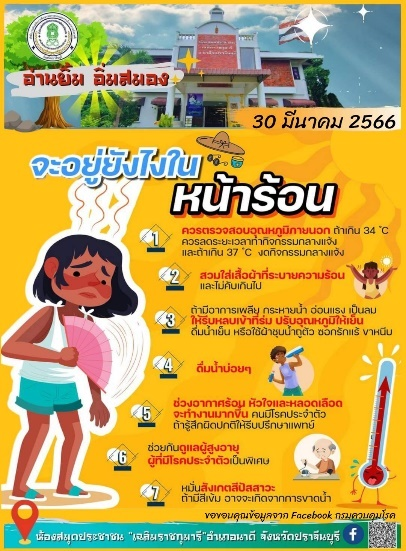 อ่านยิ้ม อิ่มสมอง
30 มีนาคม 2566
จะอยู่ยังไงใน
หน้าร้อน
1
ควรตรวจสอบอุณหภูมิภายนอก ถ้าเกิน 34 °C
ควรลดระยะเวลาทำกิจกรรมกลางแจ้ง
และถ้าเกิน 37 °C งดกิจกรรมกลางแจ้ง
2
สวมใส่เสื้อผ้าที่ระบายความร้อน
และไม่คับเกินไป
3
ถ้ามีอาการเพลีย กระหายน้ำ อ่อนแรง เป็นลม
ให้รีบหลบเข้าที่ร่ม ปรับอุณหภูมิให้เย็น
ดื่มน้ำเย็น หรือใช้ผ้าชุบน้ำถูตัว ซอกรักแร้ ขาหนีบ
4
ดื่มน้ำบ่อยๆ
5
ช่วงอากาศร้อน หัวใจและหลอดเลือด
จะทำงานมากขึ้น คนมีโรคประจำตัว
ถ้ารู้สึกผิดปกติให้รีบปรึกษาแพทย์
6
ช่วยกันดูแลผู้สูงอายุ
ผู้ที่มีโรคประจำตัวเป็นพิเศษ
7
หมั่นสังเกตสีปัสสาวะ
ถ้ามีสีเข้ม อาจจะเกิดจากการขาดน้ำ
ขอขอบคุณข้อมูลจาก Facebook กรมควบคุมโรค
ห้องสมุดประชาชน "เฉลิมราชกุมารี"อำเภอนาดี จังหวัดปราจีนบุรี